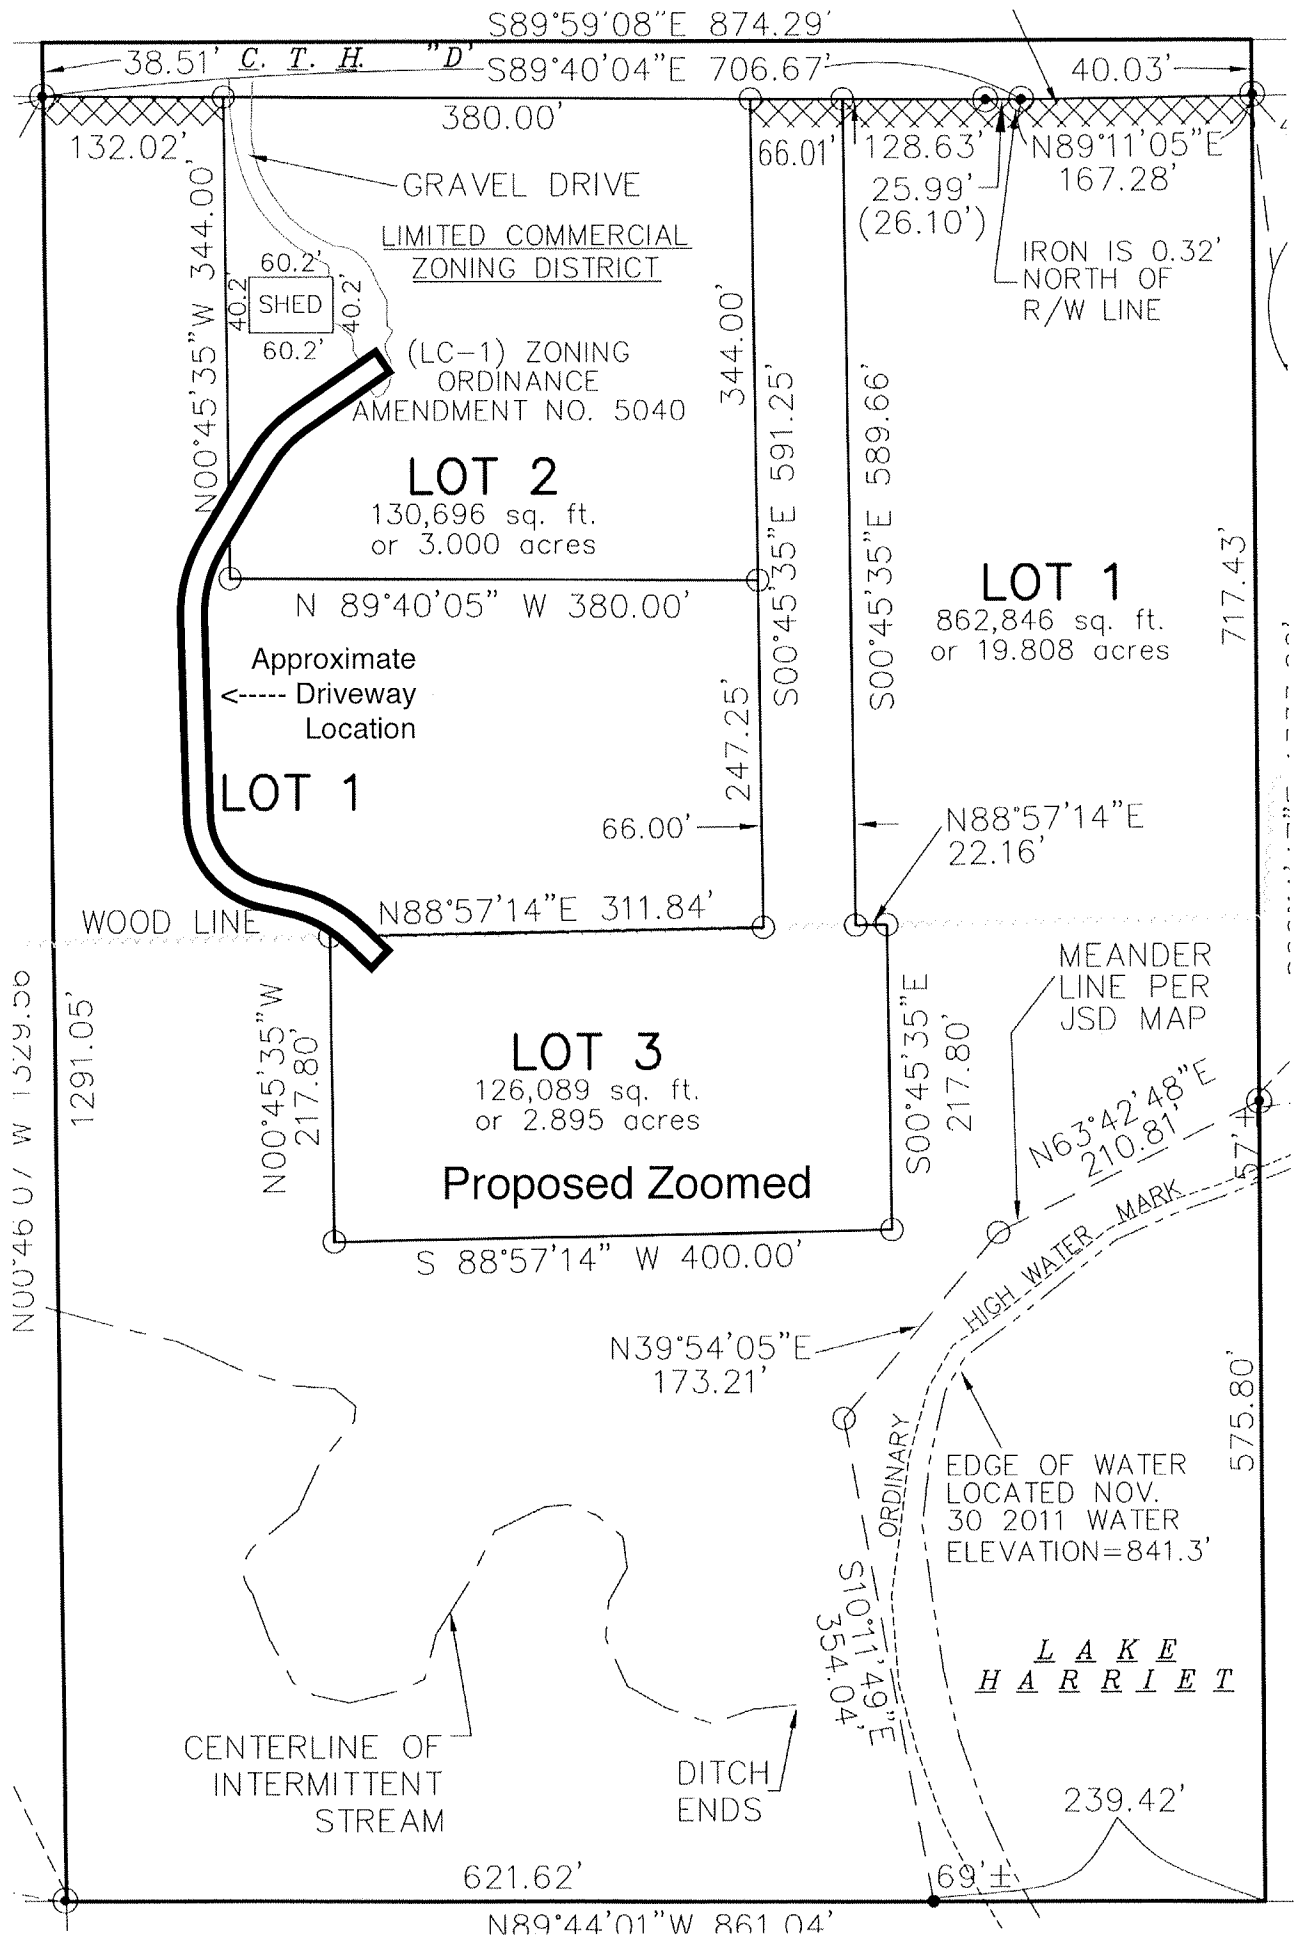 S89°59'08"E 874.29'
38.51' C. T. H. "D"
S89°40'04"E 706.67'
40.03'
132.02'
380.00'
66.01'
128.63'
N89°11'05"E
167.28'
25.99'
(26.10')
GRAVEL DRIVE
LIMITED COMMERCIAL
ZONING DISTRICT
IRON IS 0.32'
NORTH OF
R/W LINE
N00°45'35"W 344.00'
60.2'
40.2'
SHED
40.2'
60.2'
(LC-1) ZONING
ORDINANCE
AMENDMENT NO. 5040
344.00'
S00°45'35"E 591.25'
S00°45'35"E 589.66'
LOT 2
130,696 sq. ft.
or 3.000 acres
N 89°40'05" W 380.00'
LOT 1
862,846 sq. ft.
or 19.808 acres
717.43'
Approximate
<----- Driveway
Location
LOT 1
247.25'
66.00'
N88°57'14"E
22.16'
WOOD LINE
N88°57'14"E 311.84'
N00°45'35"W
217.80'
LOT 3
126,089 sq. ft.
or 2.895 acres
Proposed Zoomed
S00°45'35"E
217.80'
S 88°57'14" W 400.00'
MEANDER
LINE PER
JSD MAP
N63°42'48"E
210.81'
57'±
1291.05'
ORDINARY HIGH WATER MARK
N39°54'05"E
173.21'
575.80'
EDGE OF WATER
LOCATED NOV.
30 2011 WATER
ELEVATION=841.3'
S10°11'49"E
354.04'
LAKE
HARRIET
CENTERLINE OF
INTERMITTENT
STREAM
DITCH
ENDS
239.42'
621.62'
69'±
N89°44'01"W 861.04'